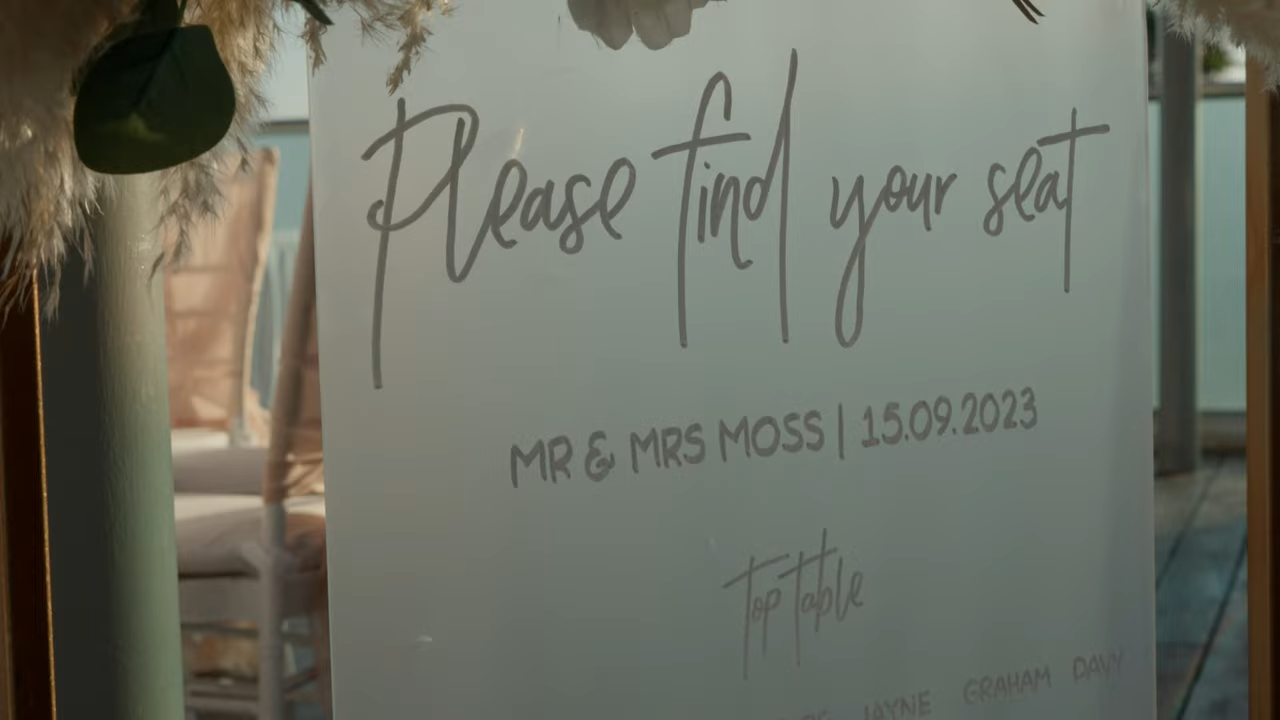 Please find your seat
MR & MRS MOSS | 15.09.2023
Top Table
JAYNE GRAHAM DAVY